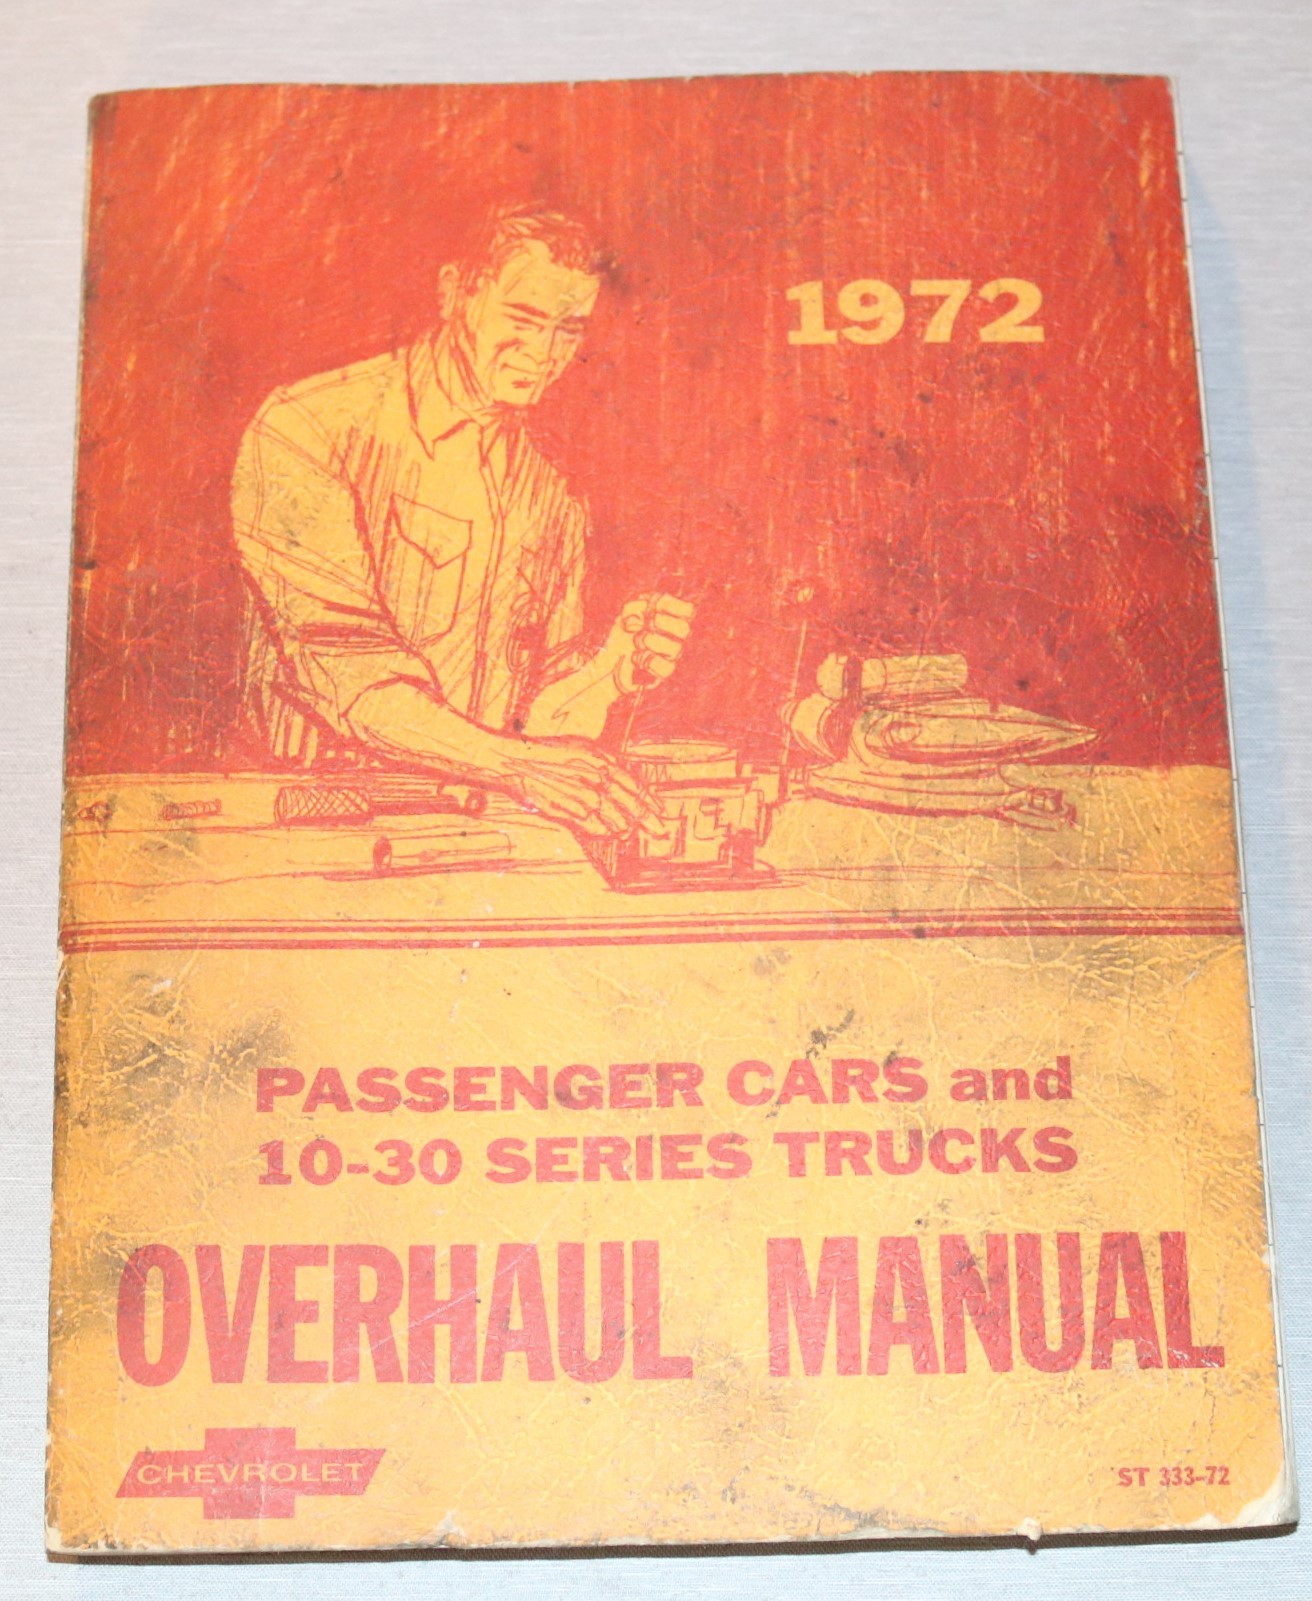 1972
PASSENGER CARS and
10-30 SERIES TRUCKS
OVERHAUL MANUAL
CHEVROLET
ST 333-72